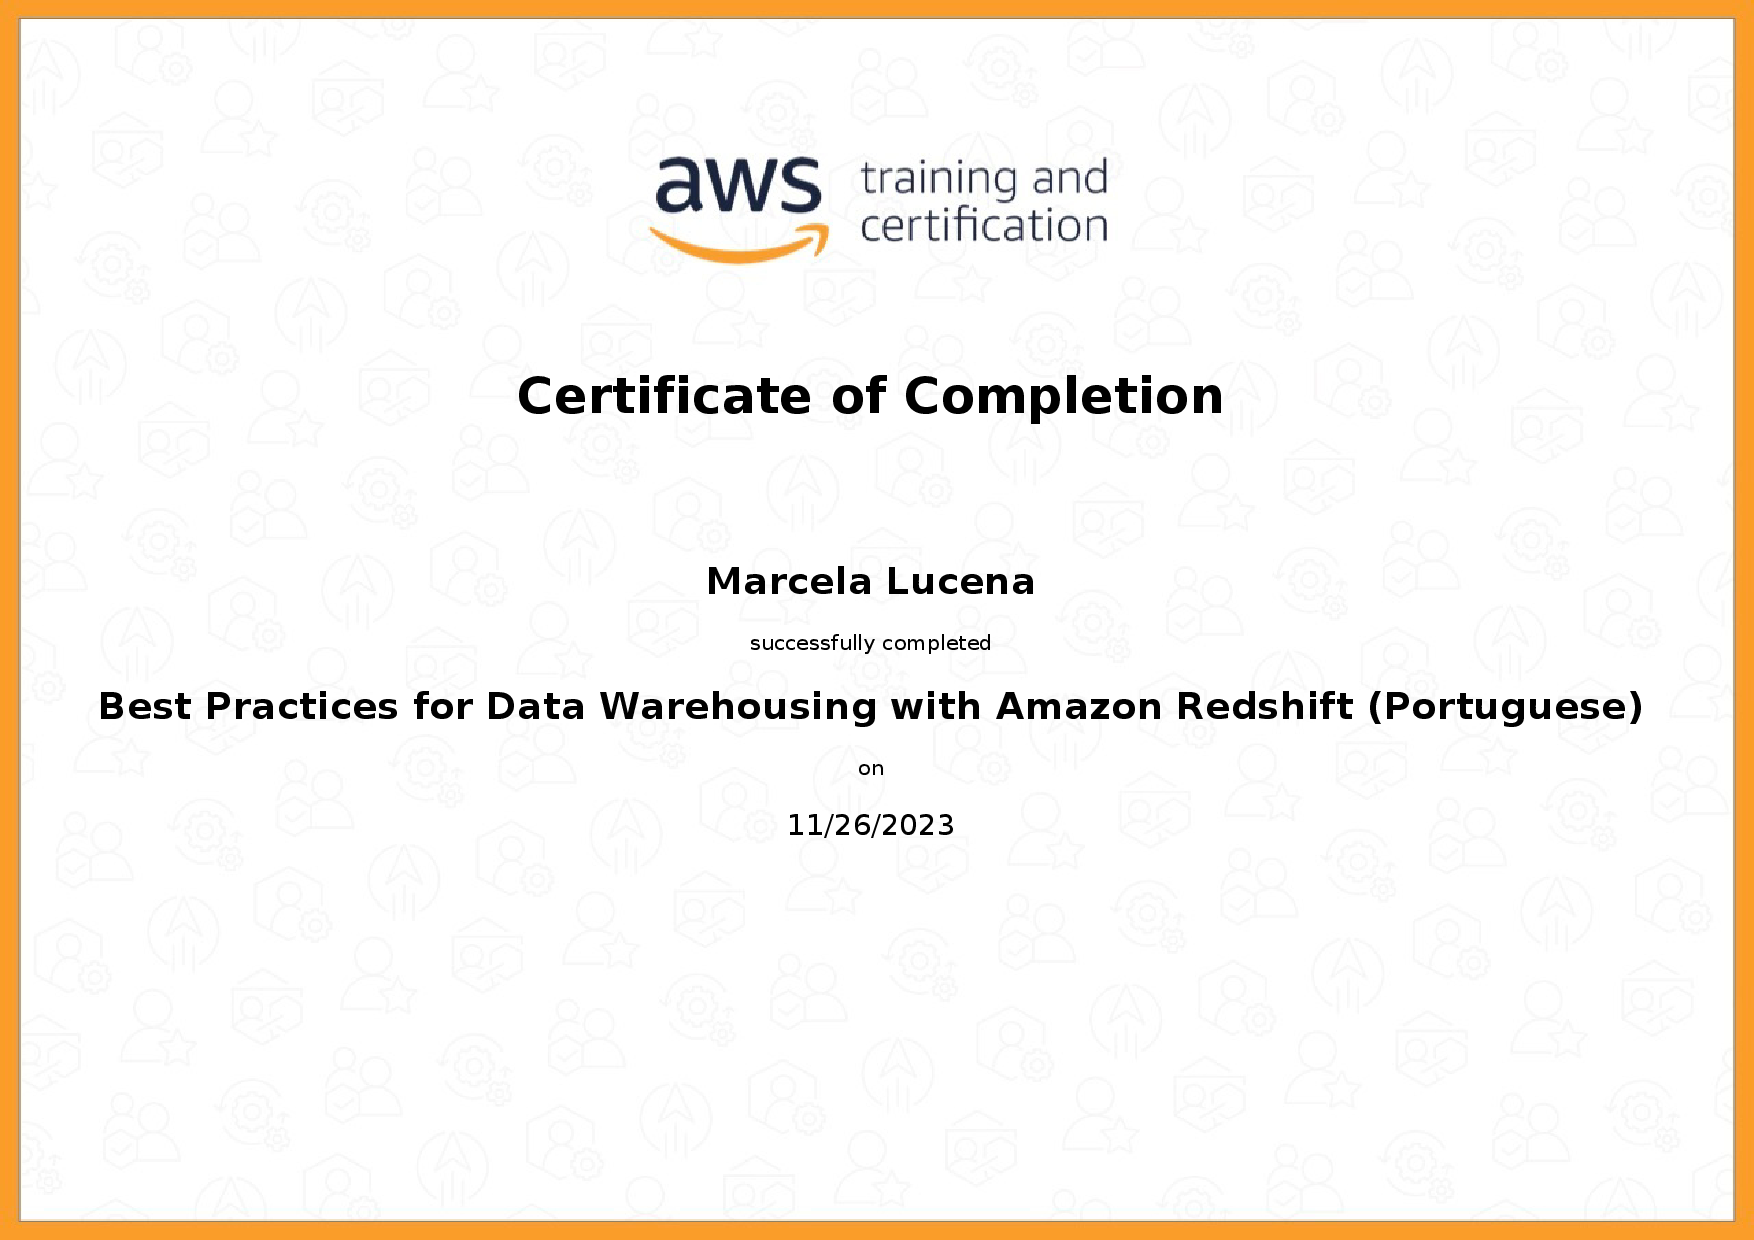 aws training and
certification
Certificate of Completion
Marcela Lucena
successfully completed
Best Practices for Data Warehousing with Amazon Redshift (Portuguese)
on
11/26/2023